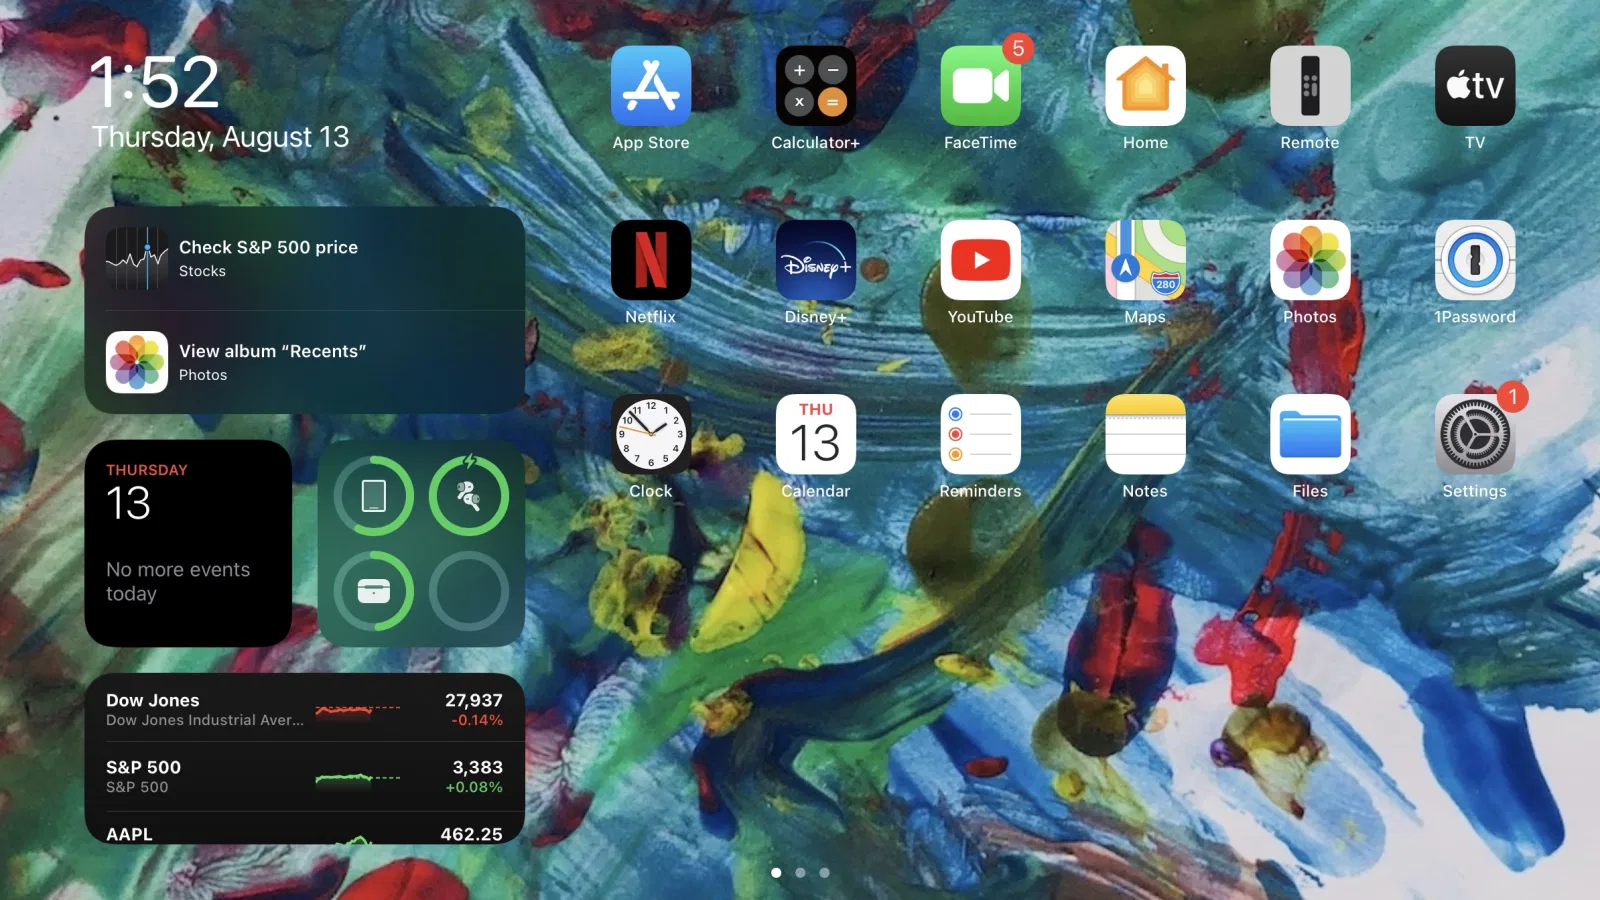 1:52
Thursday, August 13
Check S&P 500 price
Stocks
View album “Recents”
Photos
THURSDAY
13
No more events
today
Dow Jones
27,937
Dow Jones Industrial Aver...
-0.14%
S&P 500
3,383
S&P 500
+0.08%
AAPL
462.25
5
tv
App Store
Calculator+
FaceTime
Home
Remote
TV
NETFLIX
Disney+
280
Netflix
Disney+
YouTube
Maps
Photos
1Password
12
1
2
3
4
5
6
7
8
9
10
11
THU
13
1
Clock
Calendar
Reminders
Notes
Files
Settings